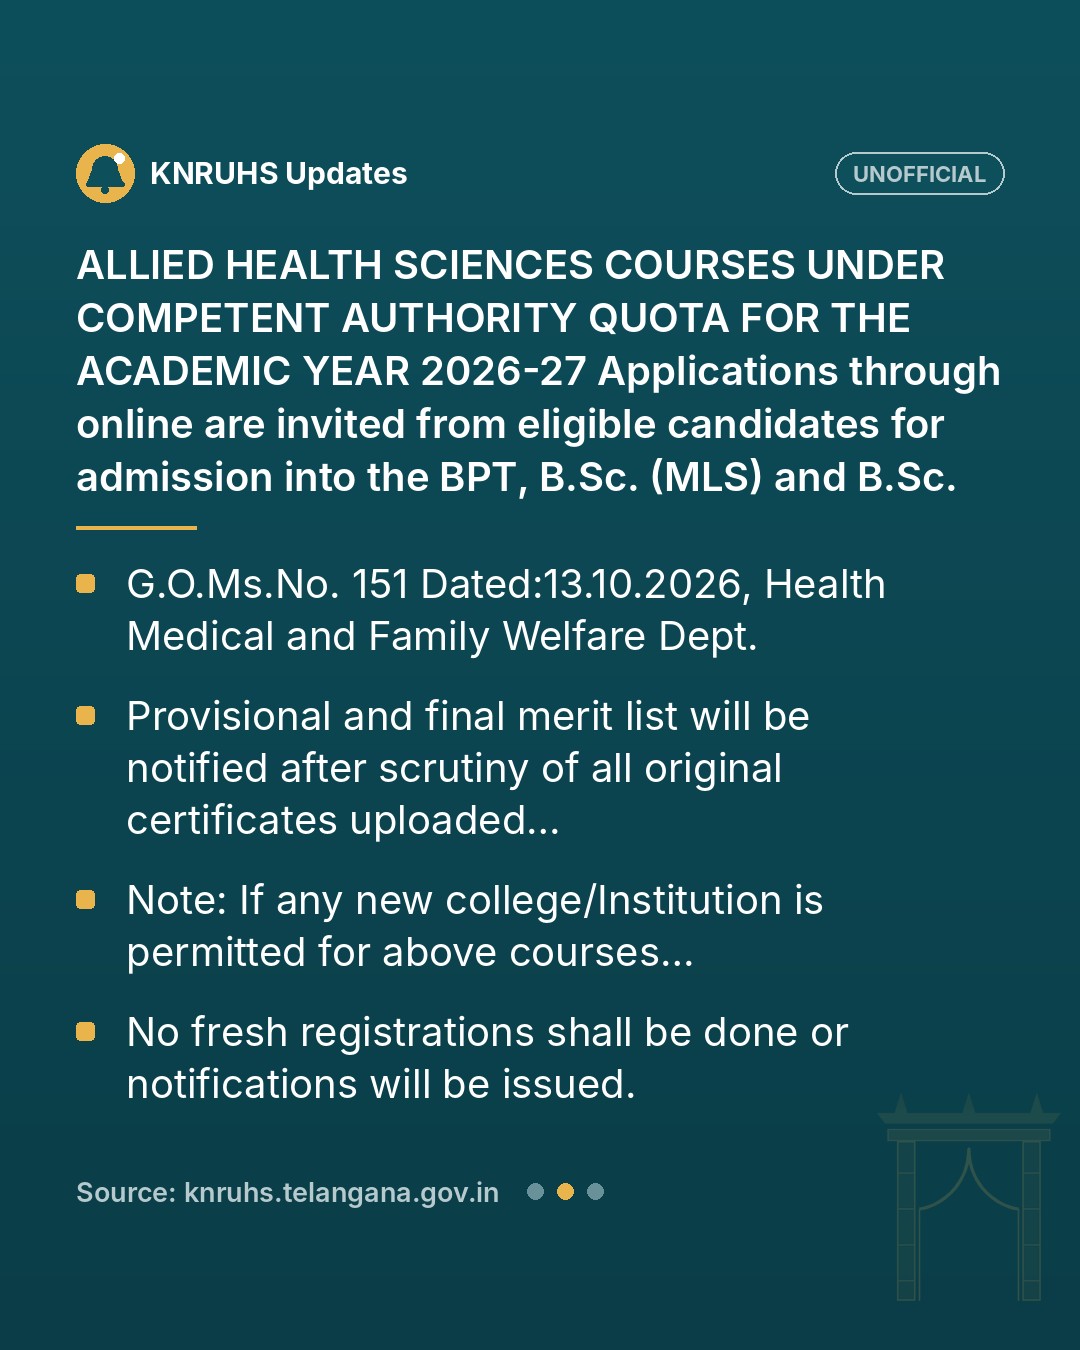 KNRUHS Updates
UNOFFICIAL
ALLIED HEALTH SCIENCES COURSES UNDER
COMPETENT AUTHORITY QUOTA FOR THE
ACADEMIC YEAR 2026-27 Applications through
online are invited from eligible candidates for
admission into the BPT, B.Sc. (MLS) and B.Sc.
G.O.Ms.No. 151 Dated:13.10.2026, Health
Medical and Family Welfare Dept.
Provisional and final merit list will be
notified after scrutiny of all original
certificates uploaded...
Note: If any new college/Institution is
permitted for above courses...
No fresh registrations shall be done or
notifications will be issued.
Source: knruhs.telangana.gov.in